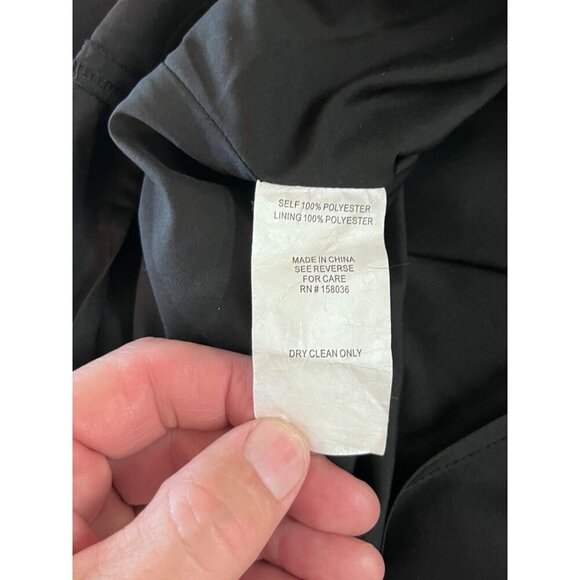 SELF 100% POLYESTER
LINING 100% POLYESTER
MADE IN CHINA
SEE REVERSE
FOR CARE
RN # 158036
DRY CLEAN ONLY